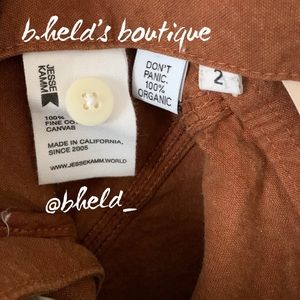 b.held's boutique
JESSE
KAMM
100%
FINE CO
CANVAS
MADE IN CALIFORNIA,
SINCE 2005
WWW.JESSEKAMM.WORLD
DON'T
PANIC.
100%
ORGANIC
2
@bheld_